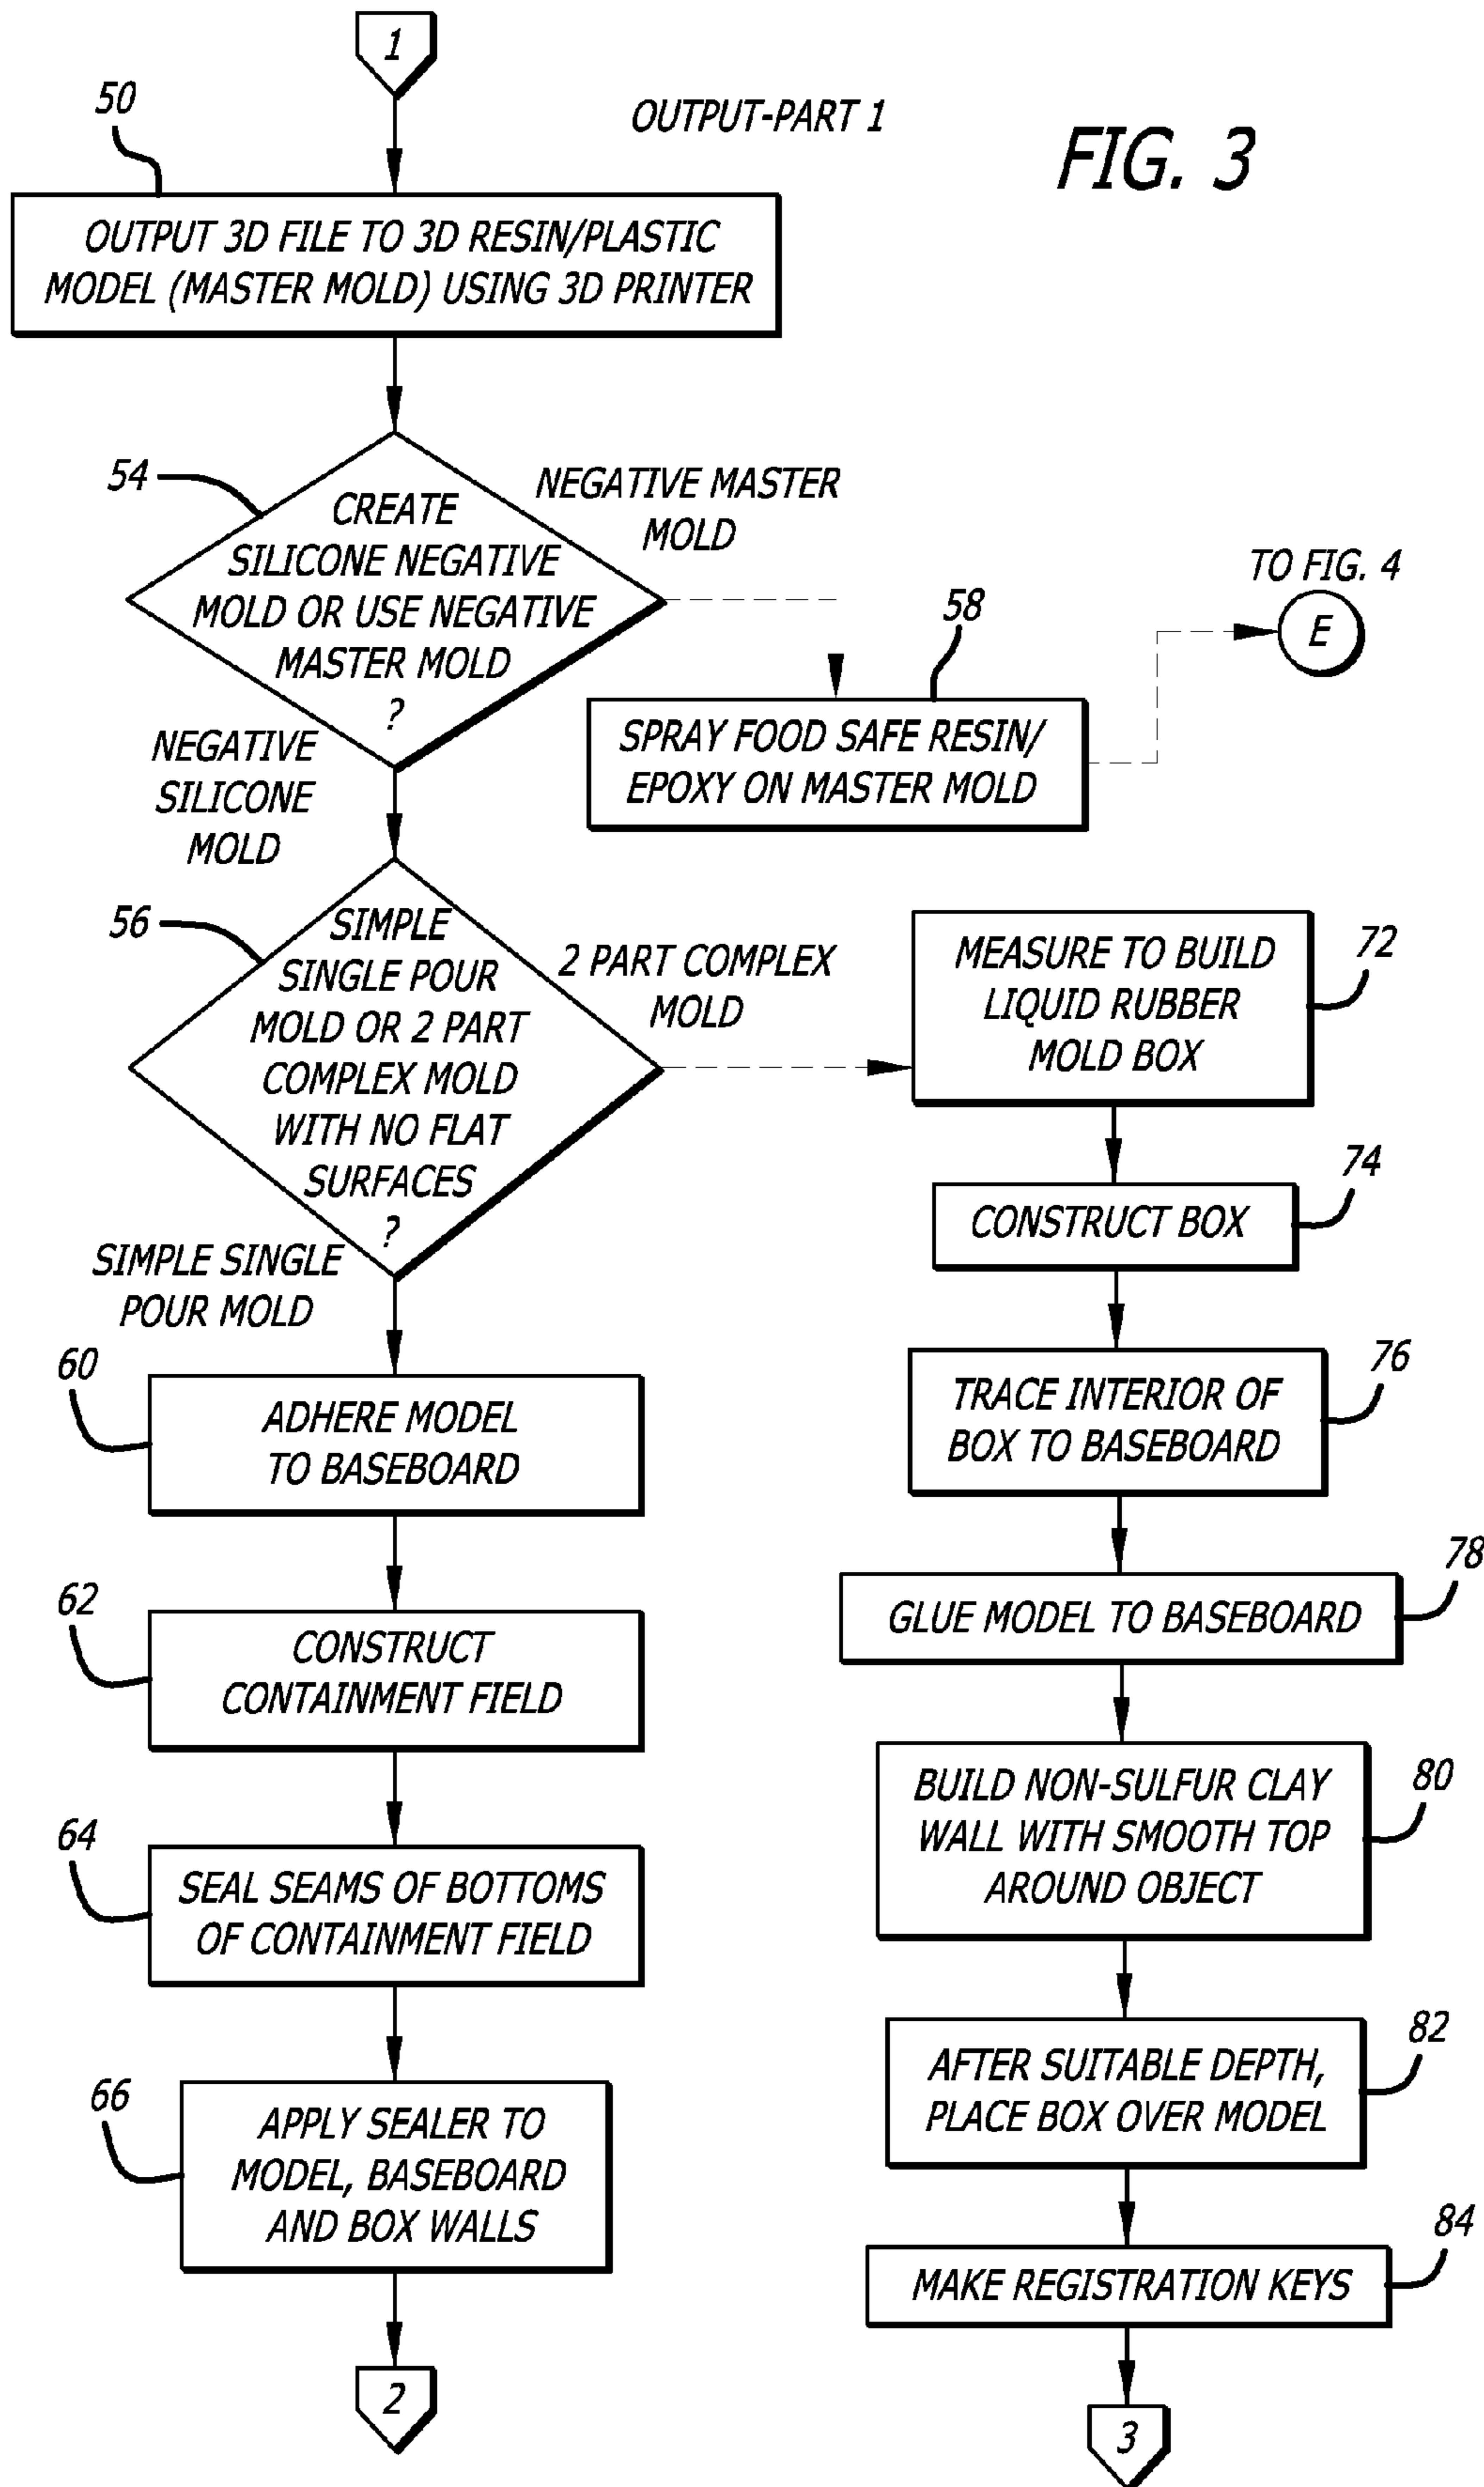 1
50
OUTPUT-PART 1
FIG. 3
OUTPUT 3D FILE TO 3D RESIN/PLASTIC
MODEL (MASTER MOLD) USING 3D PRINTER
54
CREATE
SILICONE NEGATIVE
MOLD OR USE NEGATIVE
MASTER MOLD
?
NEGATIVE MASTER
MOLD
58
SPRAY FOOD SAFE RESIN/
EPOXY ON MASTER MOLD
TO FIG. 4
E
NEGATIVE
SILICONE
MOLD
56
SIMPLE
SINGLE POUR
MOLD OR 2 PART
COMPLEX MOLD
WITH NO FLAT
SURFACES
?
2 PART COMPLEX
MOLD
SIMPLE SINGLE
POUR MOLD
60
ADHERE MODEL
TO BASEBOARD
62
CONSTRUCT
CONTAINMENT FIELD
64
SEAL SEAMS OF BOTTOMS
OF CONTAINMENT FIELD
66
APPLY SEALER TO
MODEL, BASEBOARD
AND BOX WALLS
2
MEASURE TO BUILD
LIQUID RUBBER
MOLD BOX
72
CONSTRUCT BOX
74
TRACE INTERIOR OF
BOX TO BASEBOARD
76
GLUE MODEL TO BASEBOARD
78
BUILD NON-SULFUR CLAY
WALL WITH SMOOTH TOP
AROUND OBJECT
80
AFTER SUITABLE DEPTH,
PLACE BOX OVER MODEL
82
MAKE REGISTRATION KEYS
84
3